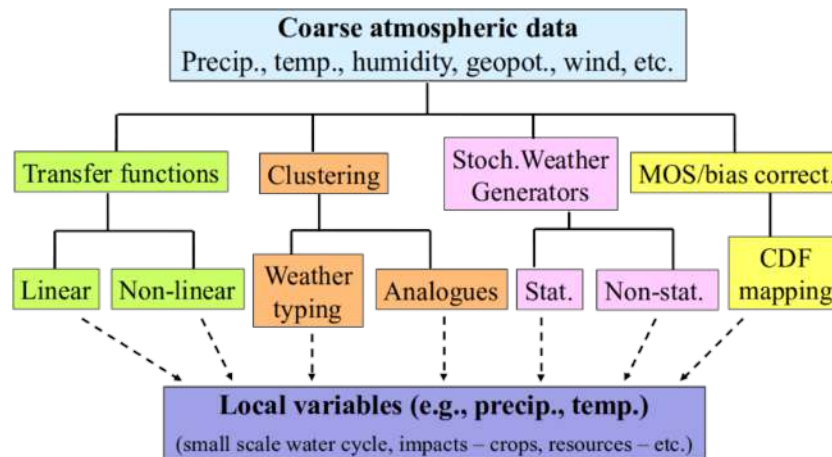 Coarse atmospheric data
Precip., temp., humidity, geopot., wind, etc.
Transfer functions
Clustering
Stoch.Weather
Generators
MOS/bias correct.
Linear
Non-linear
Weather
typing
Analogues
Stat.
Non-stat.
CDF
mapping
Local variables (e.g., precip., temp.)
(small scale water cycle, impacts – crops, resources – etc.)